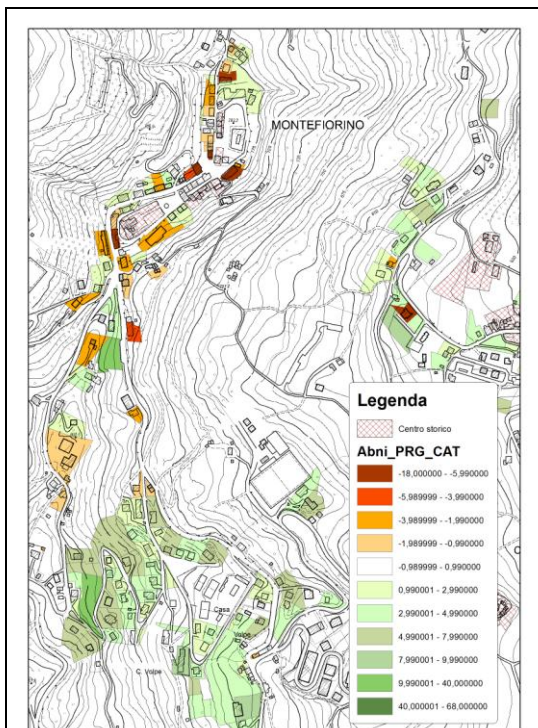 MONTEFIORINO
Legenda
Centro storico
Abni_PRG_CAT
-18,000000 - -5,990000
-5,989999 - -3,990000
-3,989999 - -1,990000
-1,989999 - -0,990000
-0,989999 - 0,990000
0,990001 - 2,990000
2,990001 - 4,990000
4,990001 - 7,990000
7,990001 - 9,990000
9,990001 - 40,000000
40,000001 - 68,000000
Casa
Volpe
C. Volpe